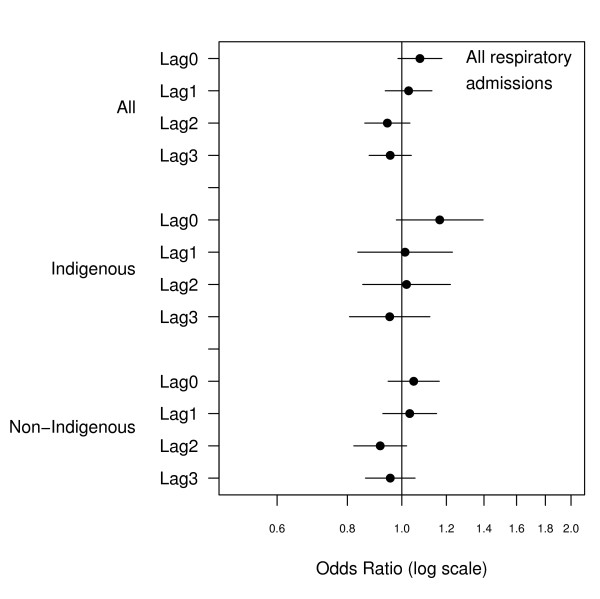 All respiratory
admissions
All
Lag0
Lag1
Lag2
Lag3
Indigenous
Lag0
Lag1
Lag2
Lag3
Non−Indigenous
Lag0
Lag1
Lag2
Lag3
0.6 0.8 1.0 1.2 1.4 1.6 1.8 2.0
Odds Ratio (log scale)